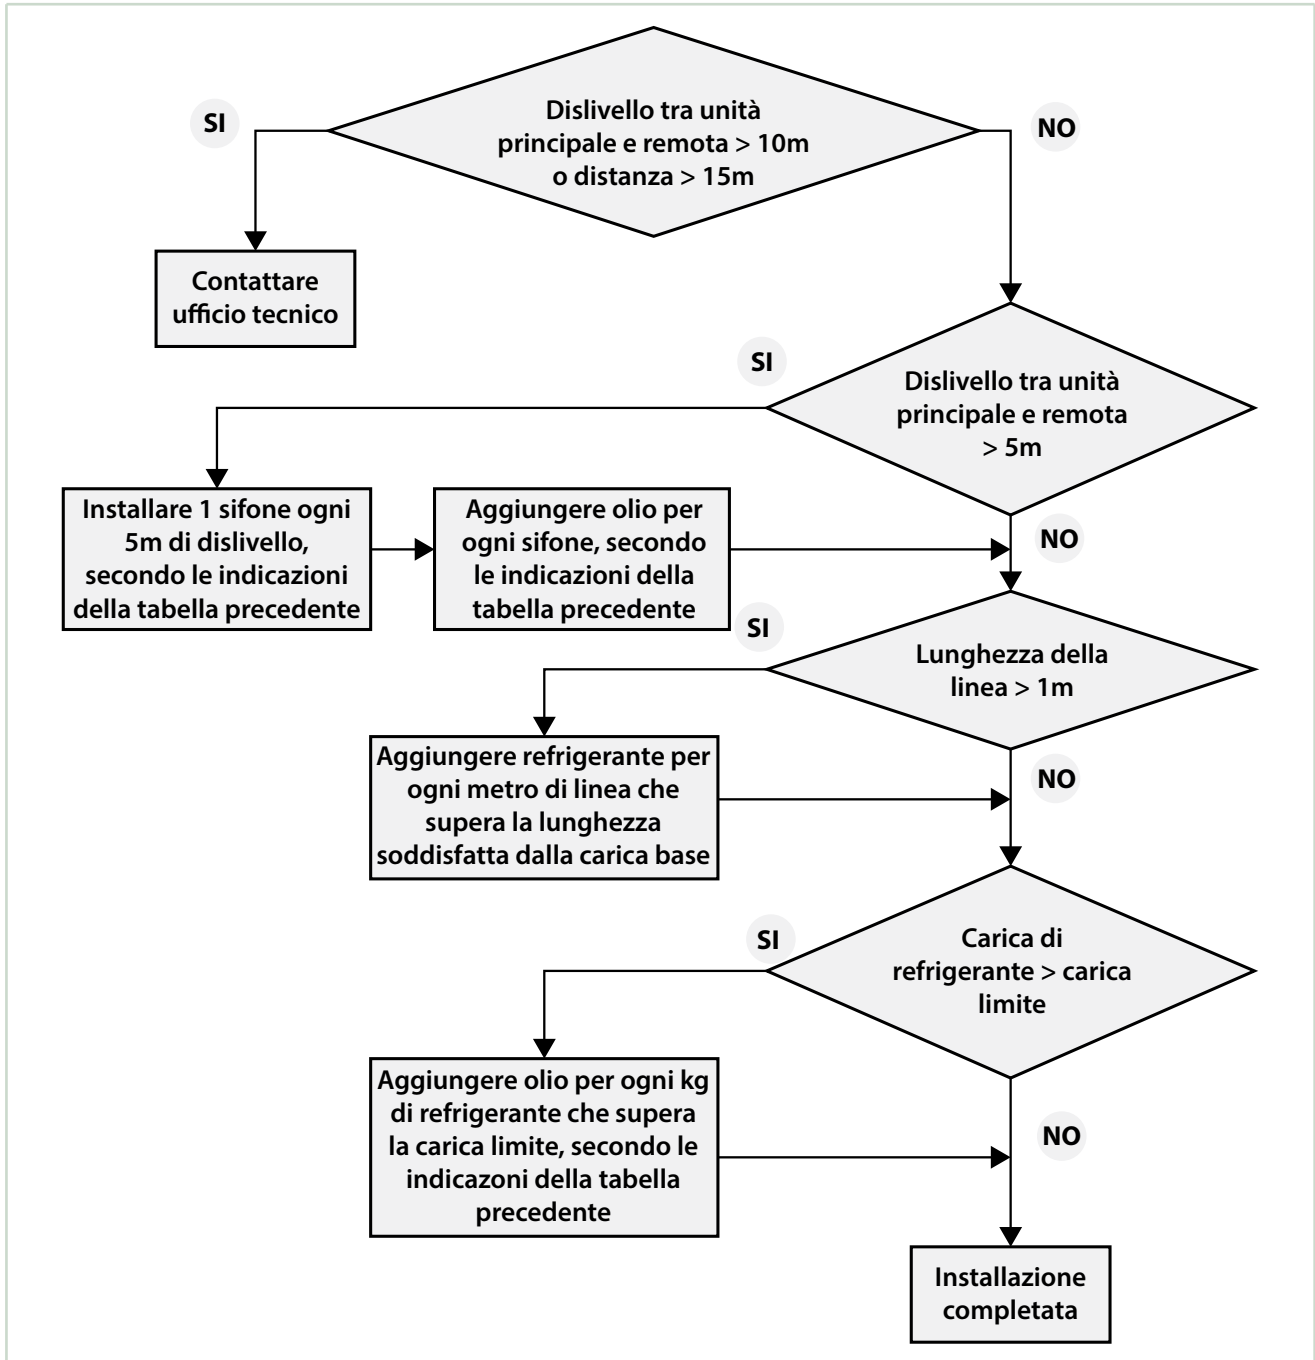 Dislivello tra unità
principale e remota > 10m
o distanza > 15m
SI
NO
Contattare
ufficio tecnico
Dislivello tra unità
principale e remota
> 5m
SI
NO
Installare 1 sifone ogni
5m di dislivello,
secondo le indicazioni
della tabella precedente
Aggiungere olio per
ogni sifone, secondo
le indicazioni della
tabella precedente
Lunghezza della
linea > 1m
SI
NO
Aggiungere refrigerante per
ogni metro di linea che
supera la lunghezza
soddisfatta dalla carica base
Carica di
refrigerante > carica
limite
SI
NO
Aggiungere olio per ogni kg
di refrigerante che supera
la carica limite, secondo le
indicazoni della tabella
precedente
Installazione
completata